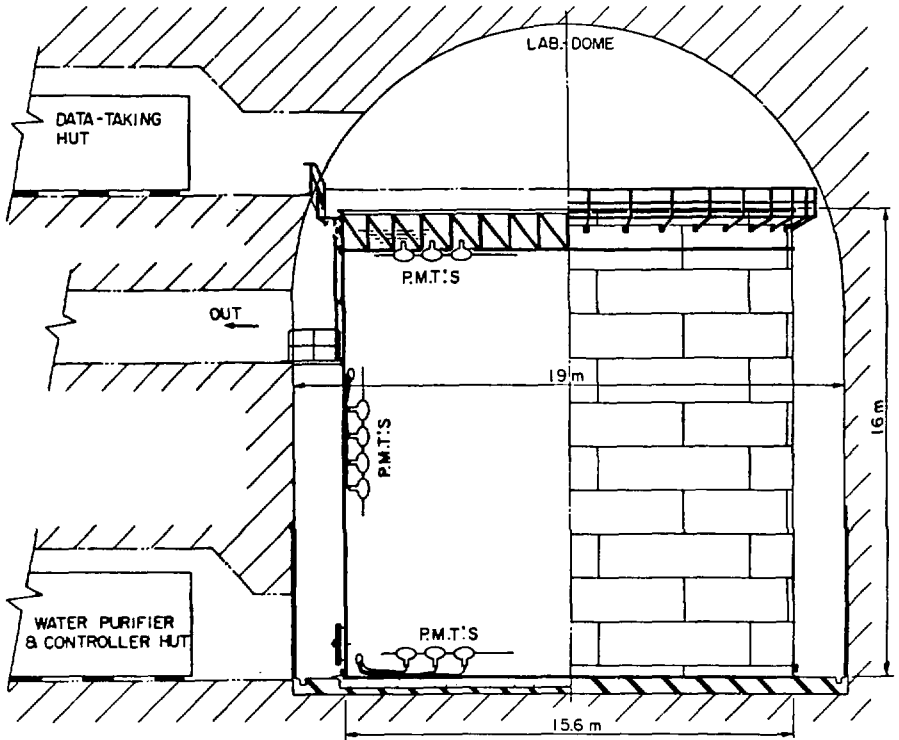 LAB.-DOME
DATA-TAKING
HUT
P.M.T.'S
OUT
19 m
P.M.T.'S
16 m
WATER PURIFIER
& CONTROLLER HUT
P.M.T.'S
15.6 m